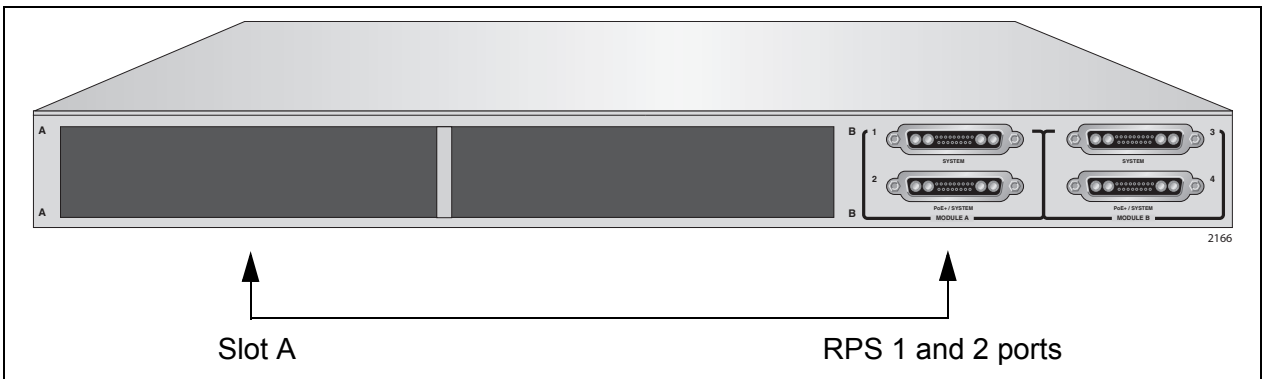 A
B
1
3
SYSTEM
SYSTEM
2
4
A
B
PoE+ / SYSTEM
PoE+ / SYSTEM
MODULE A
MODULE B
2166
Slot A
RPS 1 and 2 ports